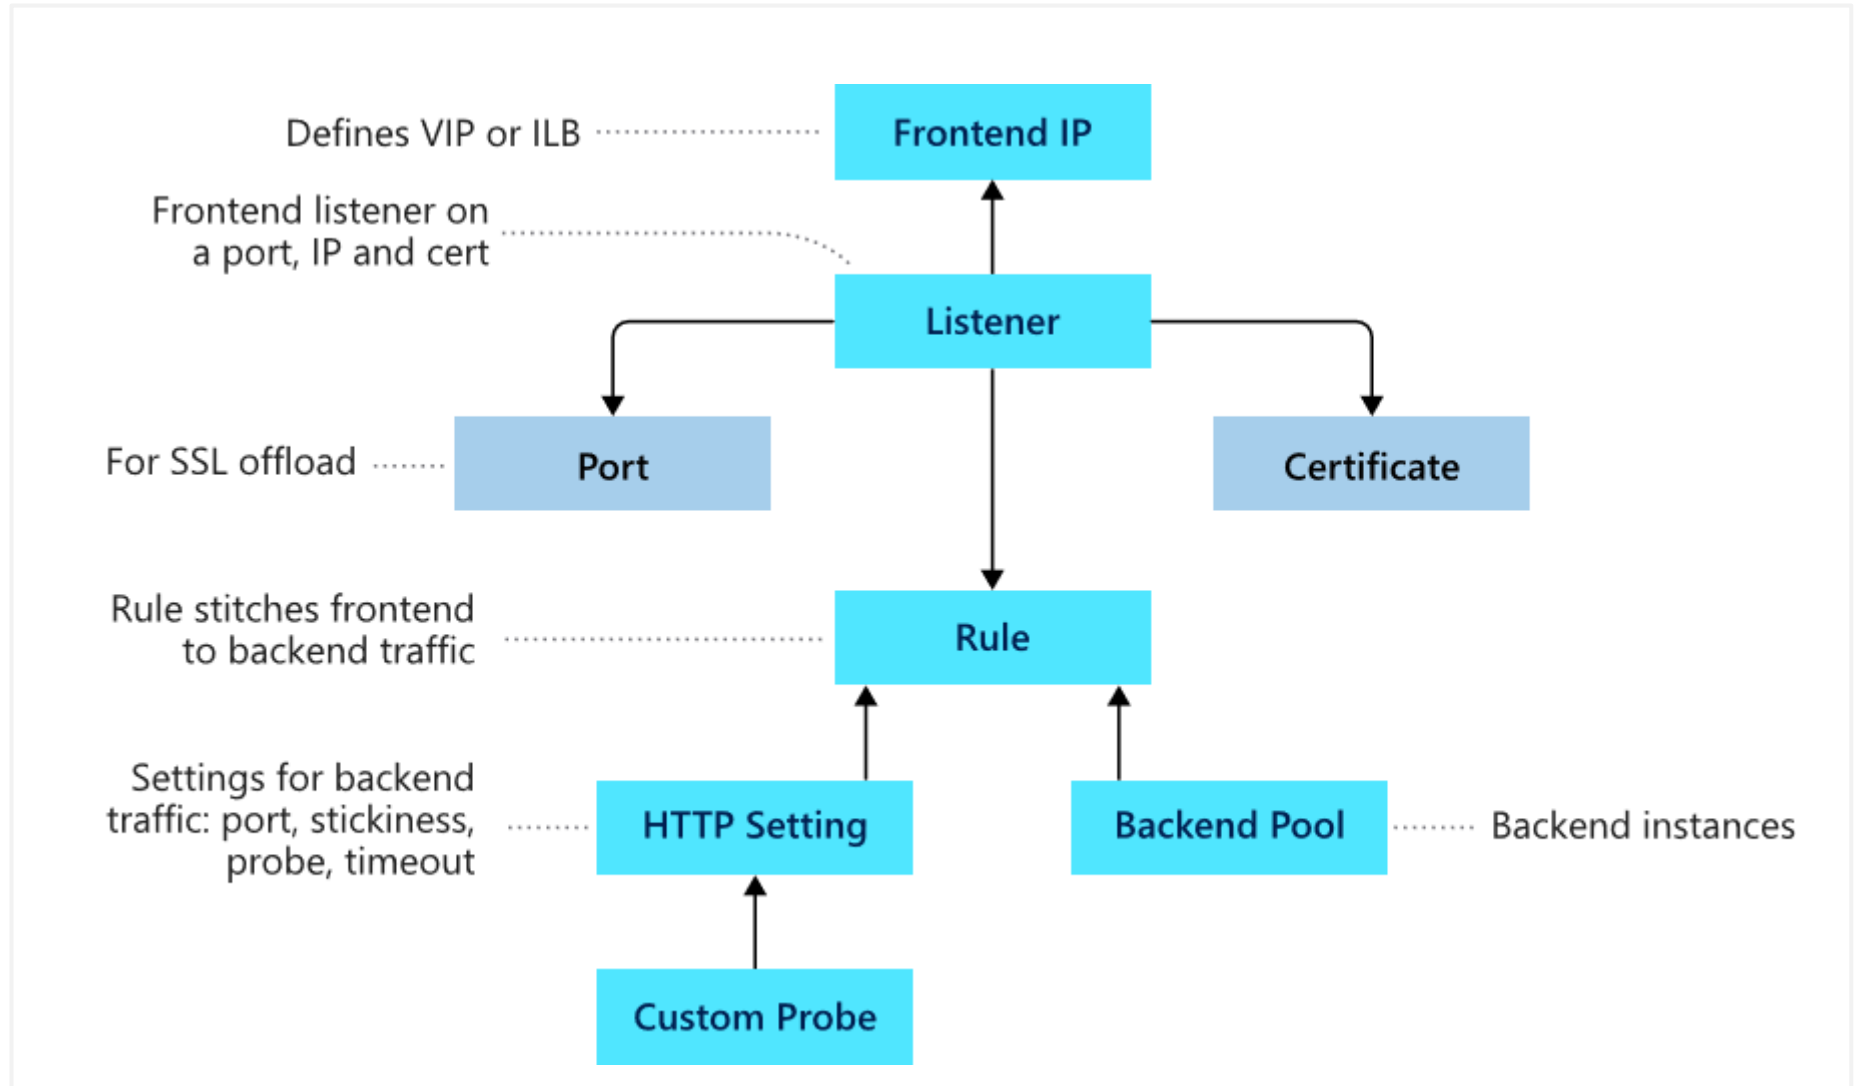 Defines VIP or ILB
Frontend IP
Frontend listener on
a port, IP and cert
Listener
For SSL offload
Port
Certificate
Rule stitches frontend
to backend traffic
Rule
Settings for backend
traffic: port, stickiness,
probe, timeout
HTTP Setting
Backend Pool
Backend instances
Custom Probe